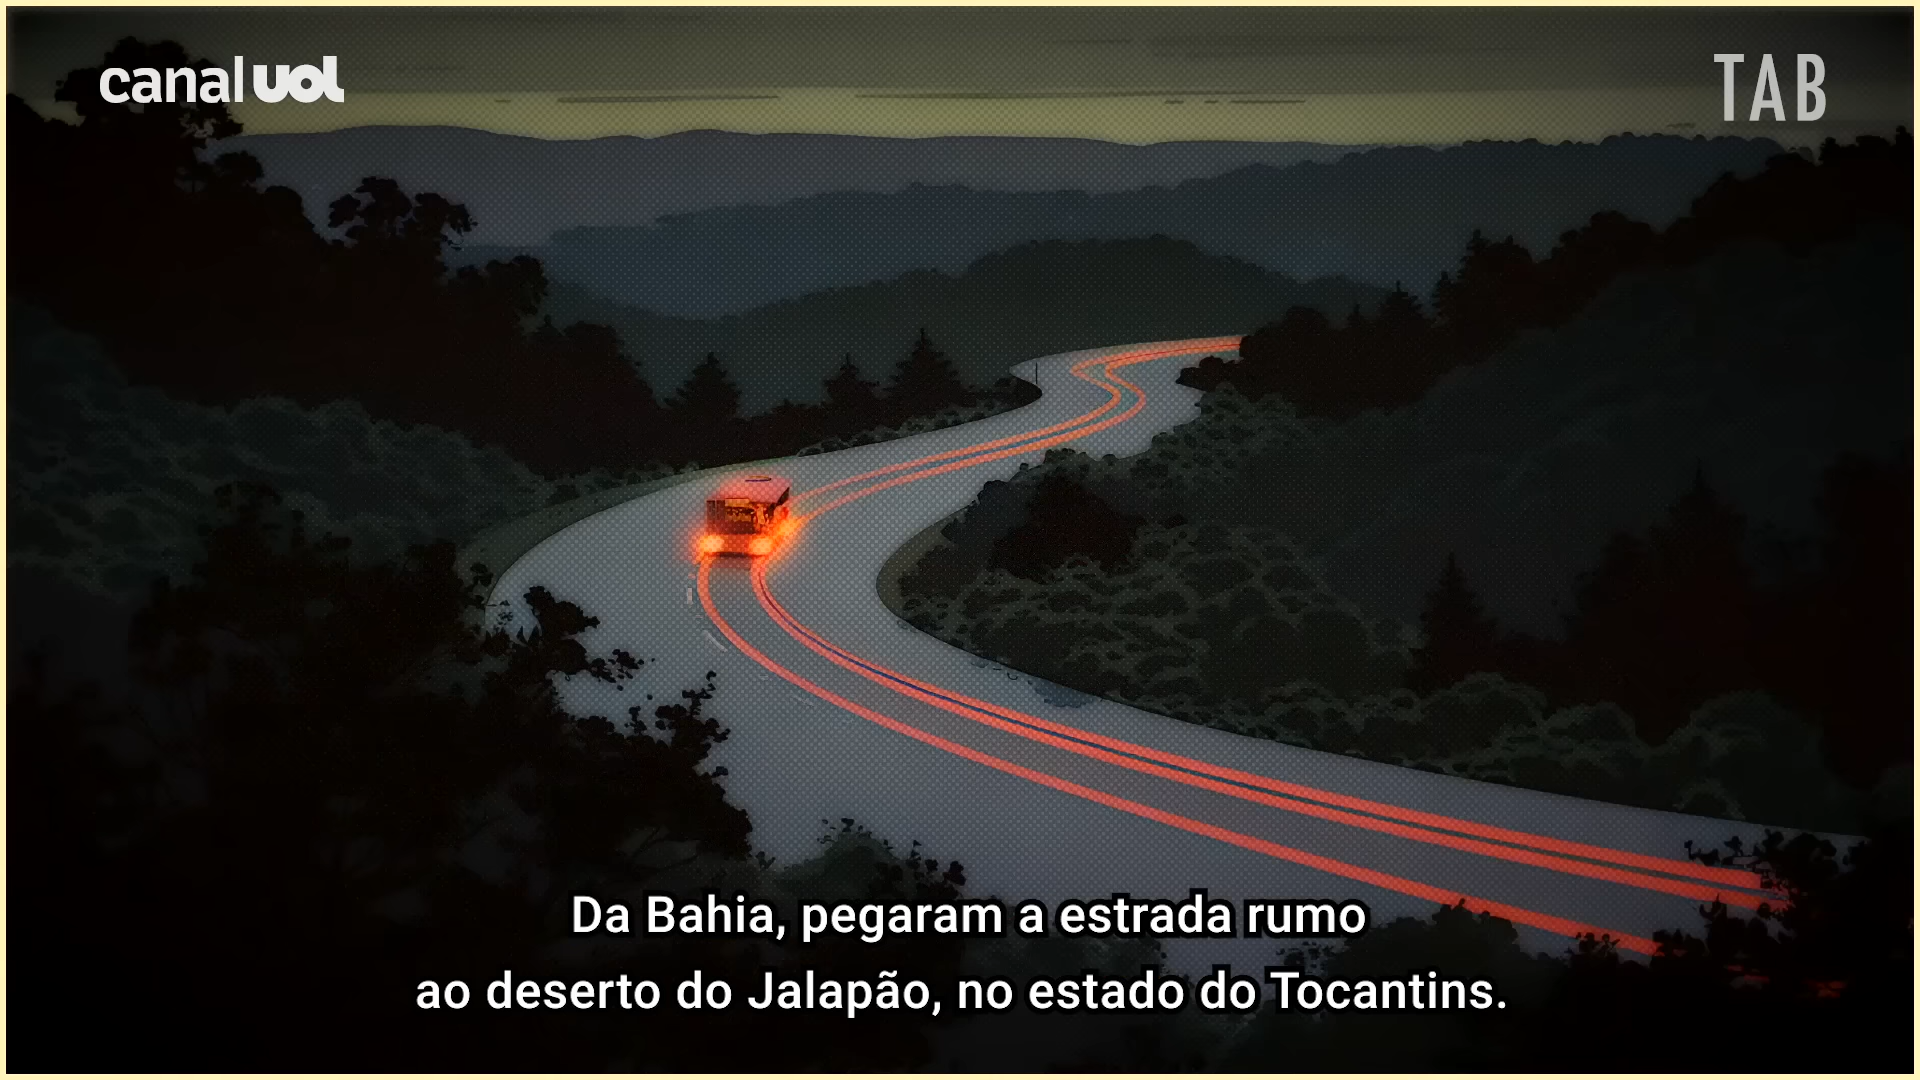 canal uol
TAB
Da Bahia, pegaram a estrada rumo
ao deserto do Jalapão, no estado do Tocantins.